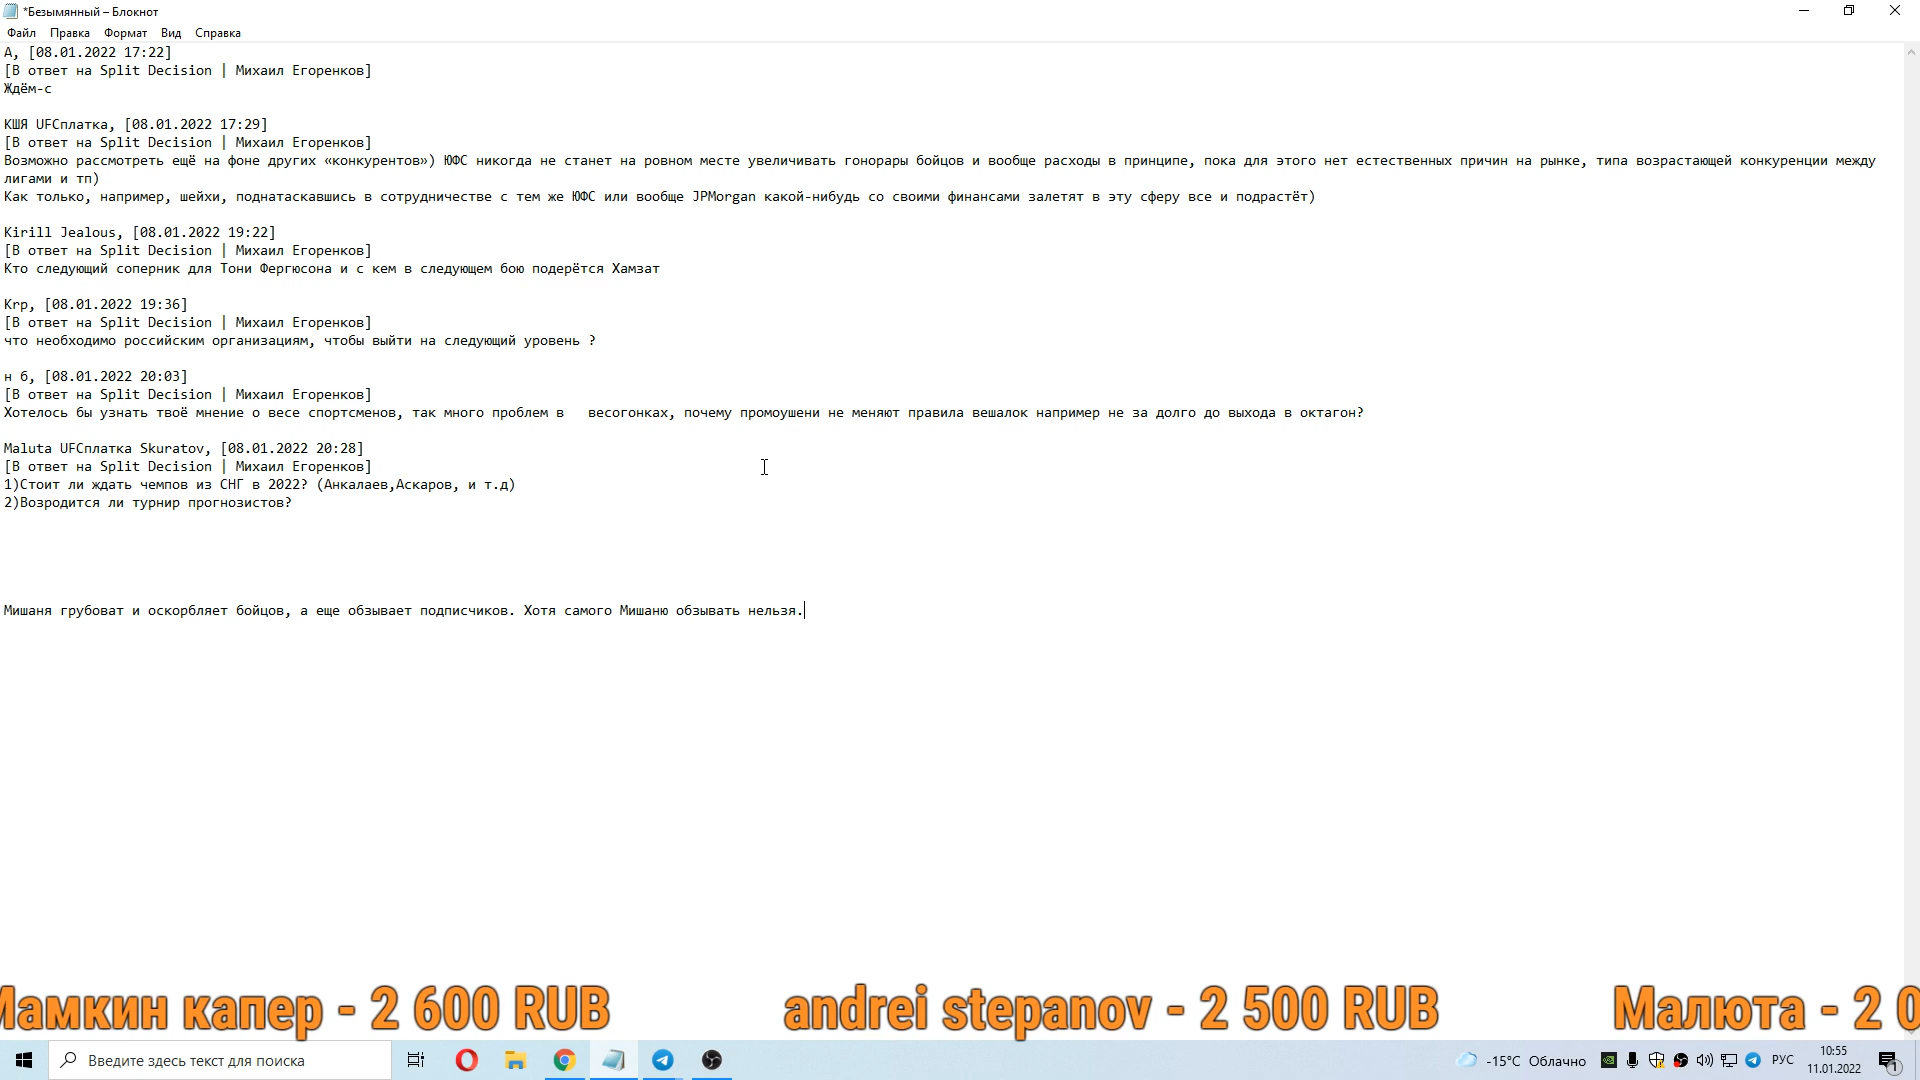 *Безымянный – Блокнот
Файл Правка Формат Вид Справка
А, [08.01.2022 17:22]
[В ответ на Split Decision | Михаил Егоренков]
Ждём-с
КШЯ UFCплатка, [08.01.2022 17:29]
[В ответ на Split Decision | Михаил Егоренков]
Возможно рассмотреть ещё на фоне других «конкурентов») ЮФС никогда не станет на ровном месте увеличивать гонорары бойцов и вообще расходы в принципе, пока для этого нет естественных причин на рынке, типа возрастающей конкуренции между
лигами и тп)
Как только, например, шейхи, поднатаскавшись в сотрудничестве с тем же ЮФС или вообще JPMorgan какой-нибудь со своими финансами залетят в эту сферу все и подрастёт)
Kirill Jealous, [08.01.2022 19:22]
[В ответ на Split Decision | Михаил Егоренков]
Кто следующий соперник для Тони Фергюсона и с кем в следующем бою подерётся Хамзат
Krp, [08.01.2022 19:36]
[В ответ на Split Decision | Михаил Егоренков]
что необходимо российским организациям, чтобы выйти на следующий уровень ?
н б, [08.01.2022 20:03]
[В ответ на Split Decision | Михаил Егоренков]
Хотелось бы узнать твоё мнение о весе спортсменов, так много проблем в весогонках, почему промоушени не меняют правила вешалок например не за долго до выхода в октагон?
Maluta UFCплатка Skuratov, [08.01.2022 20:28]
[В ответ на Split Decision | Михаил Егоренков]
1)Стоит ли ждать чемпов из СНГ в 2022? (Анкалаев,Аскаров, и т.д)
2)Возродится ли турнир прогнозистов?
Мишаня грубоват и оскорбляет бойцов, а еще обзывает подписчиков. Хотя самого Мишаню обзывать нельзя.
Мамкин капер - 2 600 RUB andrei stepanov - 2 500 RUB Малюта - 2 0
Введите здесь текст для поиска
-15°C Облачно
РУС
10:55
11.01.2022
1